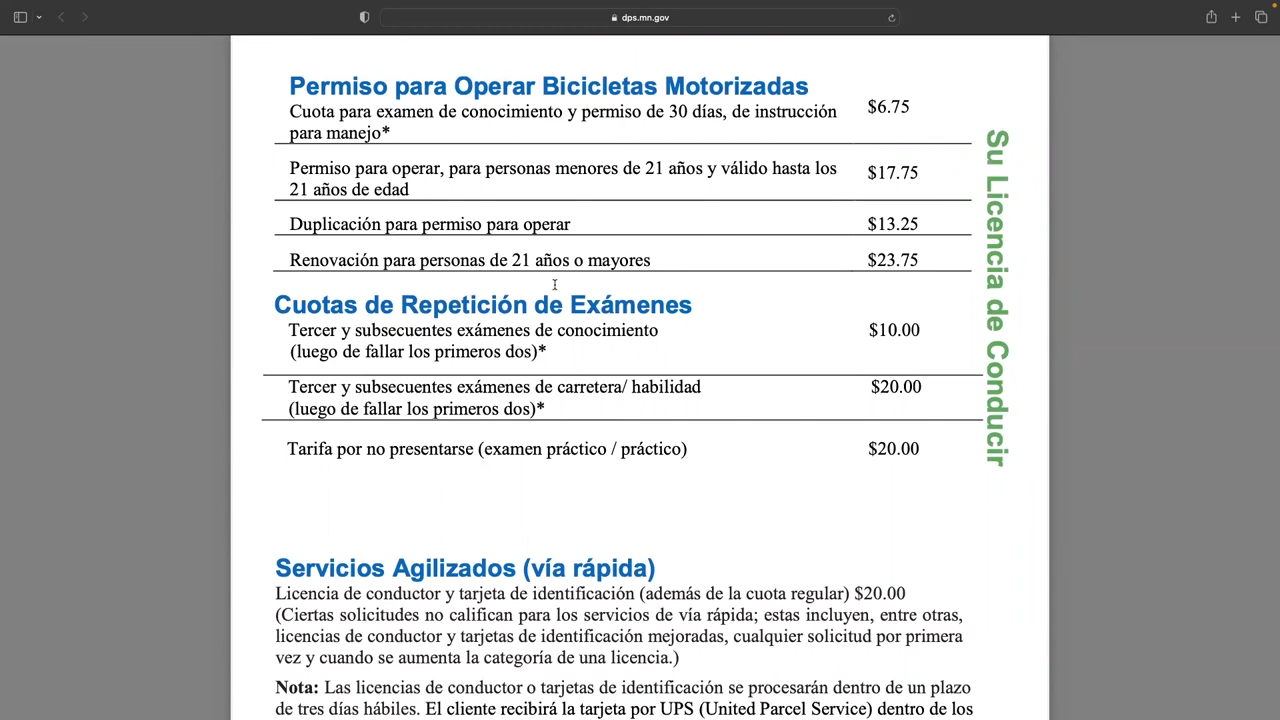 dps.mn.gov
Permiso para Operar Bicicletas Motorizadas
Cuota para examen de conocimiento y permiso de 30 días, de instrucción
para manejo*
$6.75
Permiso para operar, para personas menores de 21 años y válido hasta los
21 años de edad
$17.75
Duplicación para permiso para operar $13.25
Renovación para personas de 21 años o mayores $23.75
Cuotas de Repetición de Exámenes
Tercer y subsecuentes exámenes de conocimiento $10.00
(luego de fallar los primeros dos)*
Tercer y subsecuentes exámenes de carretera/ habilidad $20.00
(luego de fallar los primeros dos)*
Tarifa por no presentarse (examen práctico / práctico) $20.00
Su Licencia de Conducir
Servicios Agilizados (vía rápida)
Licencia de conductor y tarjeta de identificación (además de la cuota regular) $20.00
(Ciertas solicitudes no califican para los servicios de vía rápida; estas incluyen, entre otras,
licencias de conductor y tarjetas de identificación mejoradas, cualquier solicitud por primera
vez y cuando se aumenta la categoría de una licencia.)
Nota: Las licencias de conductor o tarjetas de identificación se procesarán dentro de un plazo
de tres días hábiles. El cliente recibirá la tarjeta por UPS (United Parcel Service) dentro de los